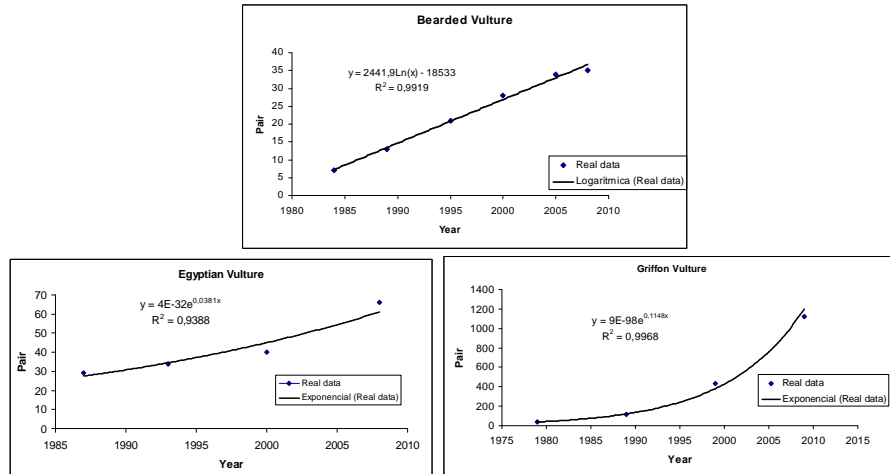 Bearded Vulture
y = 2441,9Ln(x) - 18533
R² = 0,9919
40
35
30
25
20
15
10
5
0
Pair
1980 1985 1990 1995 2000 2005 2010
Year
Real data
Logarítmica (Real data)
Egyptian Vulture
y = 4E-32e^0,0381x
R² = 0,9388
70
60
50
40
30
20
10
0
Pair
1985 1990 1995 2000 2005 2010
Year
Real data
Exponencial (Real data)
Griffon Vulture
y = 9E-98e^0,1148x
R² = 0,9968
1400
1200
1000
800
600
400
200
0
Pair
1975 1980 1985 1990 1995 2000 2005 2010 2015
Year
Real data
Exponencial (Real data)